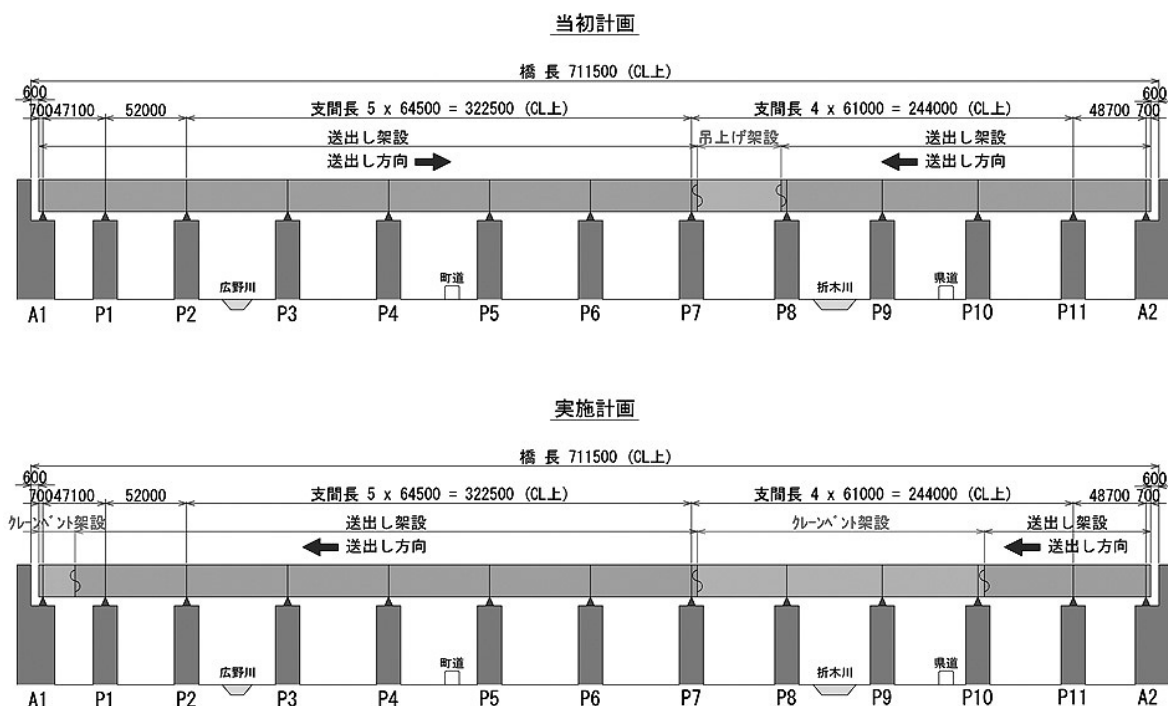 当初計画
橋 長 711500 (CL上)
600 600
70047100 52000 支間長 5 x 64500 = 322500 (CL上) 支間長 4 x 61000 = 244000 (CL上) 48700 700
送出し架設 吊上げ架設 送出し架設
送出し方向 送出し方向
広野川 町道 折木川 県道
A1 P1 P2 P3 P4 P5 P6 P7 P8 P9 P10 P11 A2
実施計画
橋 長 711500 (CL上)
600 600
70047100 52000 支間長 5 x 64500 = 322500 (CL上) 支間長 4 x 61000 = 244000 (CL上) 48700 700
クレーンベント架設 送出し架設 クレーンベント架設 送出し架設
送出し方向 送出し方向
広野川 町道 折木川 県道
A1 P1 P2 P3 P4 P5 P6 P7 P8 P9 P10 P11 A2